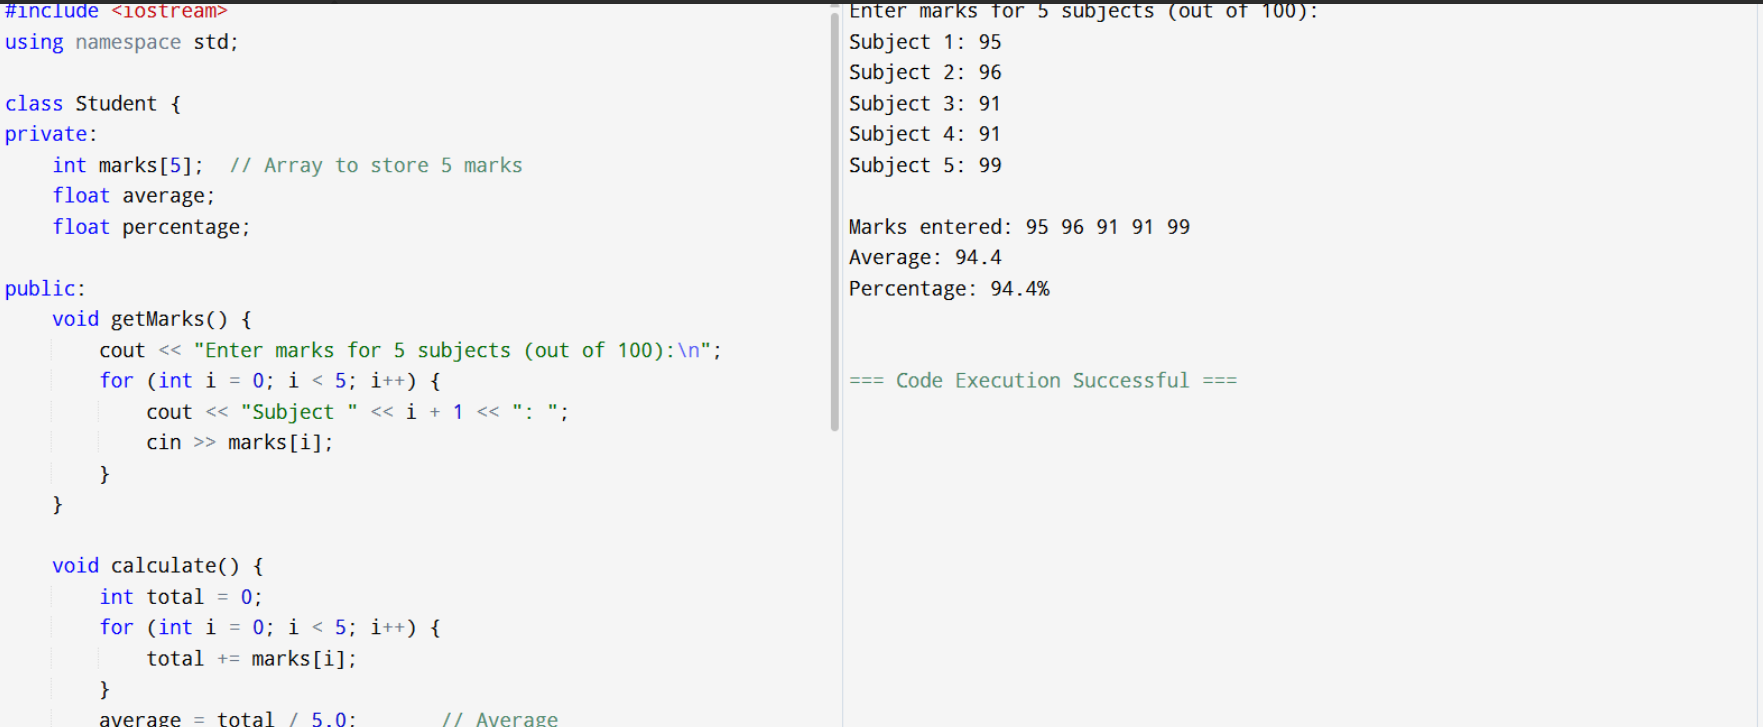 #include <iostream>
using namespace std;

class Student {
private:
    int marks[5];  // Array to store 5 marks
    float average;
    float percentage;

public:
    void getMarks() {
        cout << "Enter marks for 5 subjects (out of 100):\n";
        for (int i = 0; i < 5; i++) {
            cout << "Subject " << i + 1 << ": ";
            cin >> marks[i];
        }
    }

    void calculate() {
        int total = 0;
        for (int i = 0; i < 5; i++) {
            total += marks[i];
        }
        average = total / 5.0;       // Average
Enter marks for 5 subjects (out of 100):
Subject 1: 95
Subject 2: 96
Subject 3: 91
Subject 4: 91
Subject 5: 99

Marks entered: 95 96 91 91 99
Average: 94.4
Percentage: 94.4%

=== Code Execution Successful ===